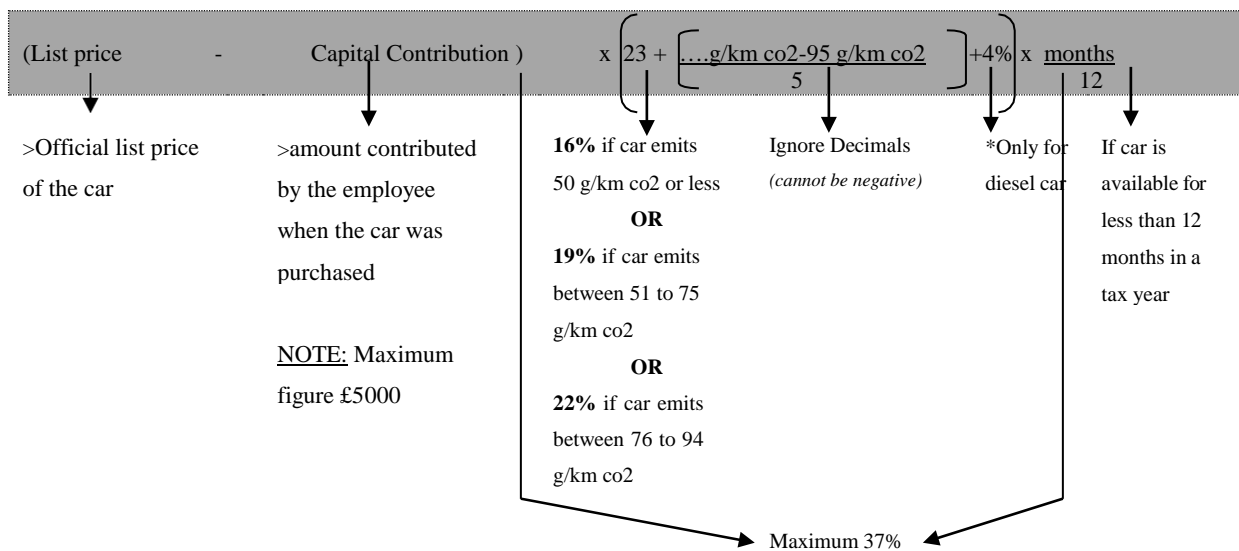 (List price - Capital Contribution ) x 23 + ….g/km co2-95 g/km co2 +4% x months
5 12
>Official list price
of the car
>amount contributed
by the employee
when the car was
purchased
NOTE: Maximum
figure £5000
16% if car emits
50 g/km co2 or less
OR
19% if car emits
between 51 to 75
g/km co2
OR
22% if car emits
between 76 to 94
g/km co2
Ignore Decimals
(cannot be negative)
*Only for
diesel car
If car is
available for
less than 12
months in a
tax year
Maximum 37%